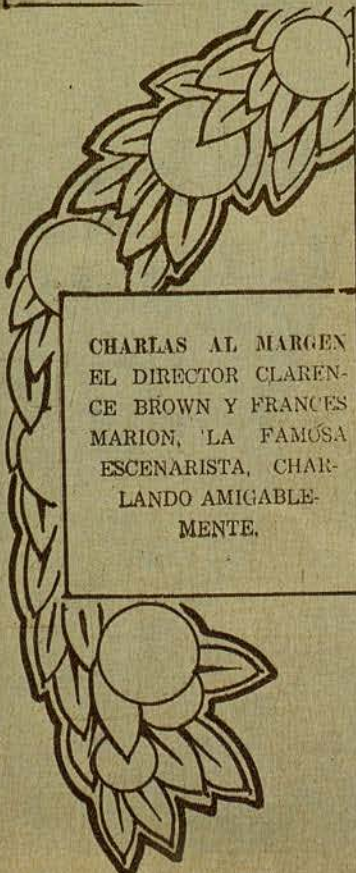 CHARLAS AL MARGEN
EL DIRECTOR CLAREN-
CE BROWN Y FRANCES
MARION, LA FAMOSA
ESCENARISTA, CHAR-
LANDO AMIGABLE-
MENTE.